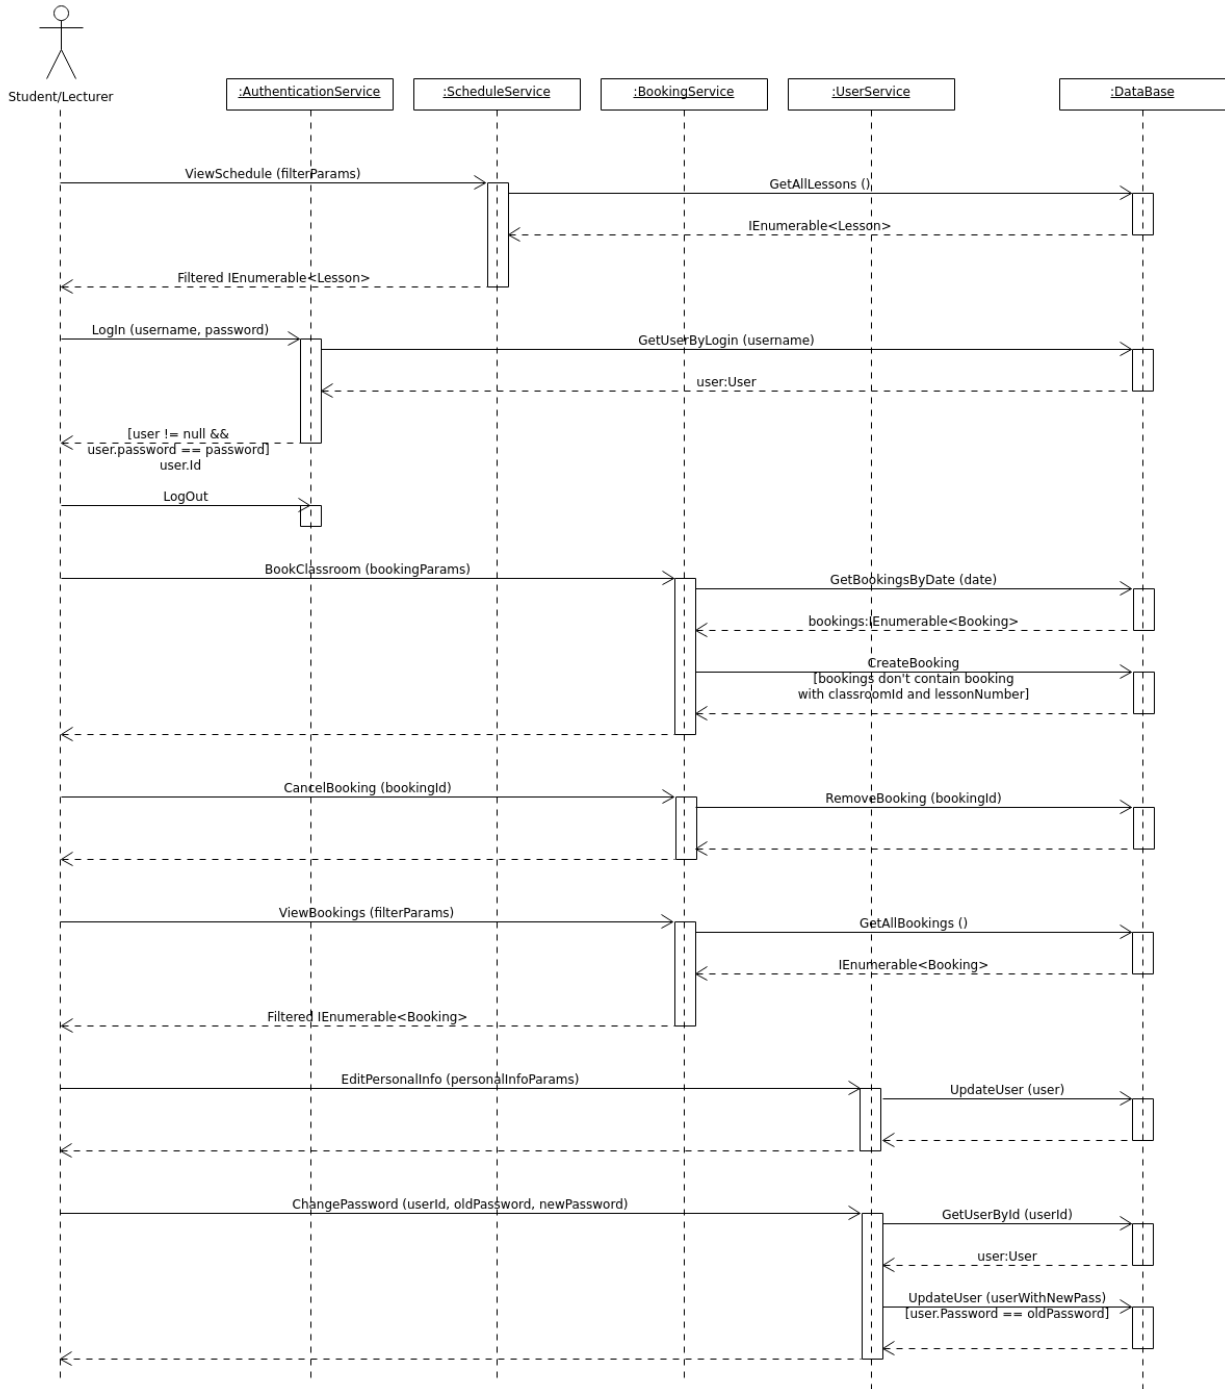 Student/Lecturer
:AuthenticationService
:ScheduleService
:BookingService
:UserService
:DataBase
ViewSchedule (filterParams)
GetAllLessons ()
IEnumerable<Lesson>
Filtered IEnumerable<Lesson>
LogIn (username, password)
GetUserByLogin (username)
user:User
[user != null &&
user.password == password]
user.Id
LogOut
BookClassroom (bookingParams)
GetBookingsByDate (date)
bookings:IEnumerable<Booking>
CreateBooking
[bookings don't contain booking
with classroomId and lessonNumber]
CancelBooking (bookingId)
RemoveBooking (bookingId)
ViewBookings (filterParams)
GetAllBookings ()
IEnumerable<Booking>
Filtered IEnumerable<Booking>
EditPersonalInfo (personalInfoParams)
UpdateUser (user)
ChangePassword (userId, oldPassword, newPassword)
GetUserById (userId)
user:User
UpdateUser (userWithNewPass)
[user.Password == oldPassword]